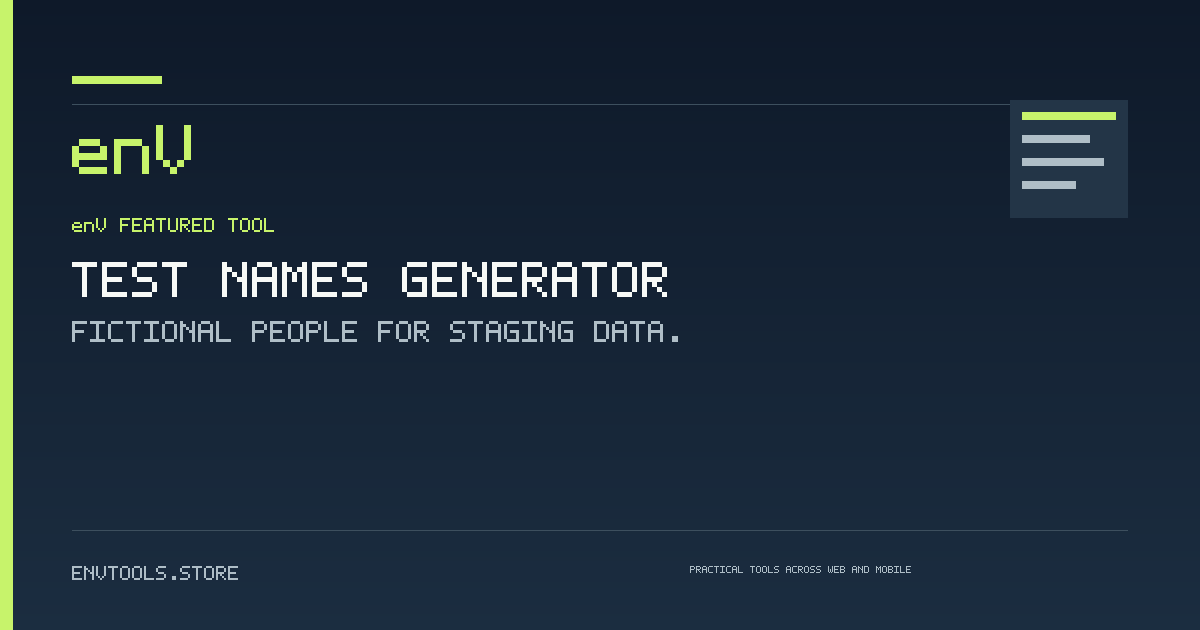 enV
enV FEATURED TOOL
TEST NAMES GENERATOR
FICTIONAL PEOPLE FOR STAGING DATA.
ENVTOOLS.STORE
PRACTICAL TOOLS ACROSS WEB AND MOBILE